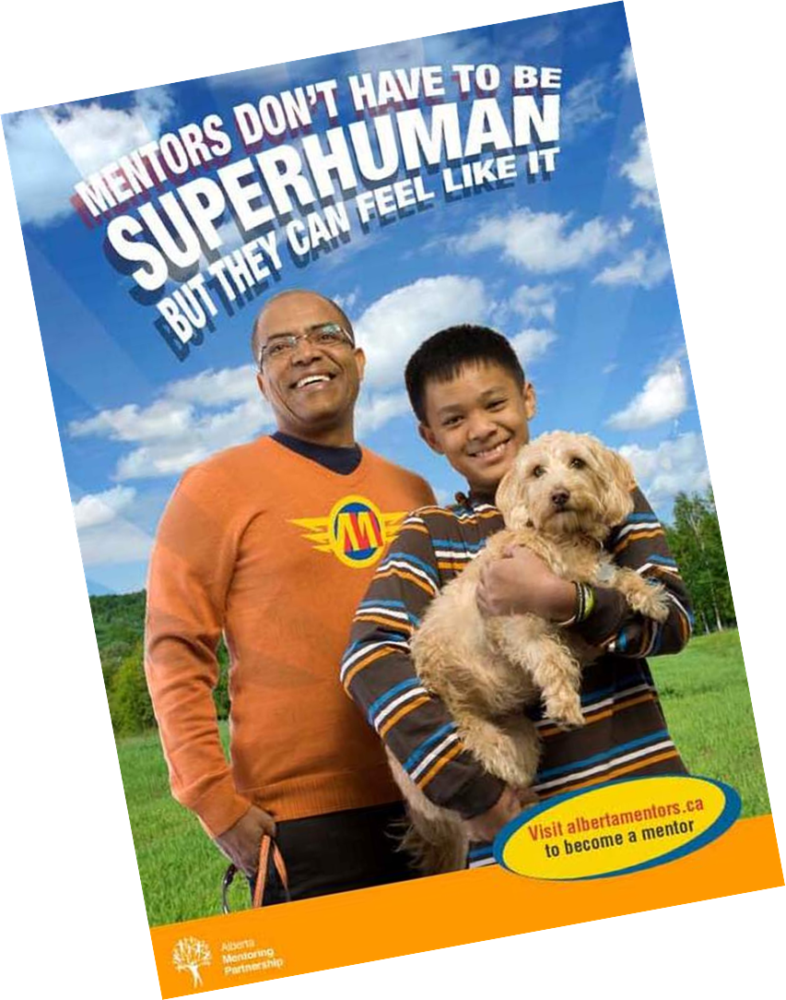 MENTORS DON'T HAVE TO BE
SUPERHUMAN
BUT THEY CAN FEEL LIKE IT
M
Visit albertamentors.ca
to become a mentor
Alberta
Mentoring
Partnership